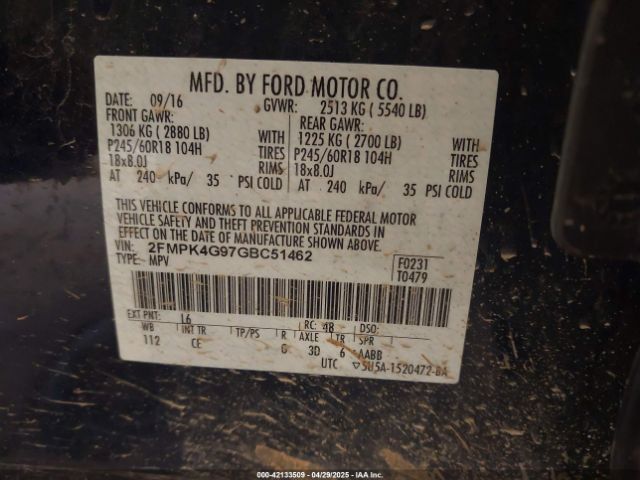 MFD. BY FORD MOTOR CO.
DATE: 09/16 GVWR: 2513 KG ( 5540 LB)
FRONT GAWR: REAR GAWR:
1306 KG ( 2880 LB) WITH 1225 KG ( 2700 LB) WITH
P245/60R18 104H TIRES P245/60R18 104H TIRES
18x8.0J RIMS 18x8.0J RIMS
AT 240 kPa/ 35 PSI COLD AT 240 kPa/ 35 PSI COLD
THIS VEHICLE CONFORMS TO ALL APPLICABLE FEDERAL MOTOR
VEHICLE SAFETY AND THEFT PREVENTION STANDARDS IN
EFFECT ON THE DATE OF MANUFACTURE SHOWN ABOVE.
VIN: 2FMPK4G97GBC51462 F0231
TYPE: MPV T0479
EXT PNT: L6 RC: 48 DSO:
WB INT TR TP/PS R AXLE TR SPR
112 CE G 3D 6 AABB
UTC ▽5U5A-1520472-BA
000-42133509 - 04/29/2025 - IAAI.com